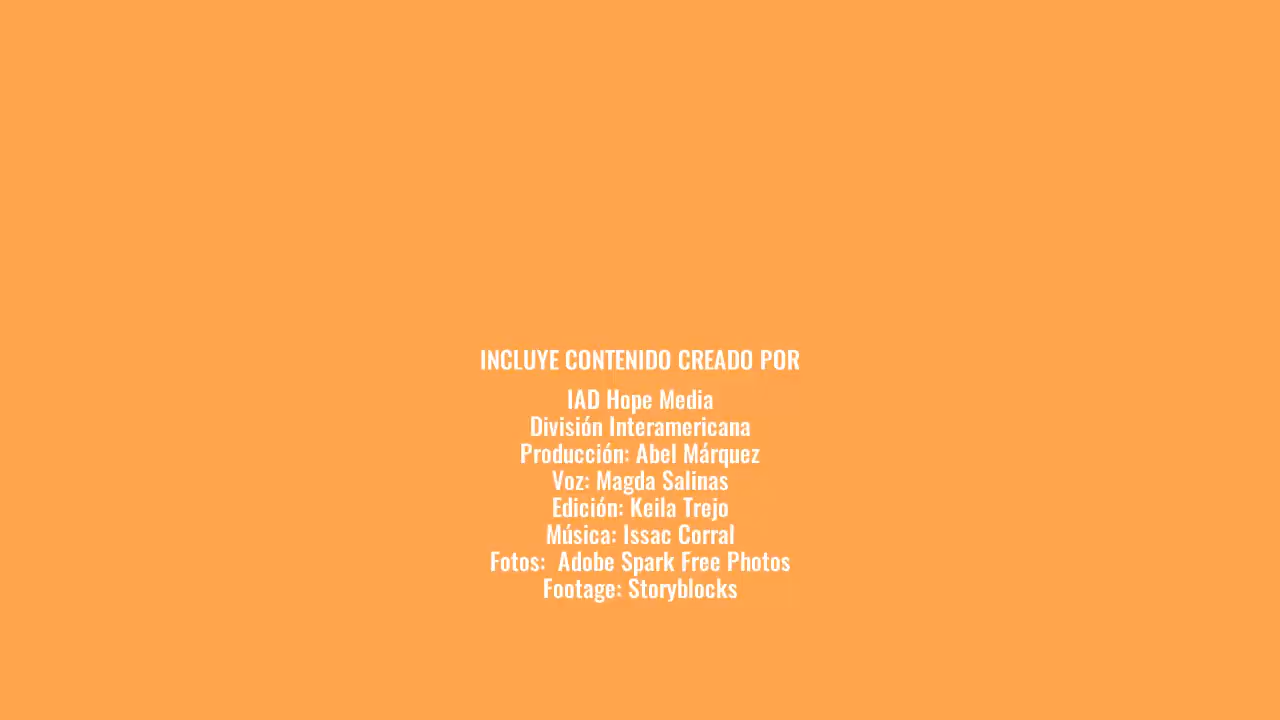 INCLUYE CONTENIDO CREADO POR
IAD Hope Media
División Interamericana
Producción: Abel Márquez
Voz: Magda Salinas
Edición: Keila Trejo
Música: Issac Corral
Fotos:  Adobe Spark Free Photos
Footage: Storyblocks